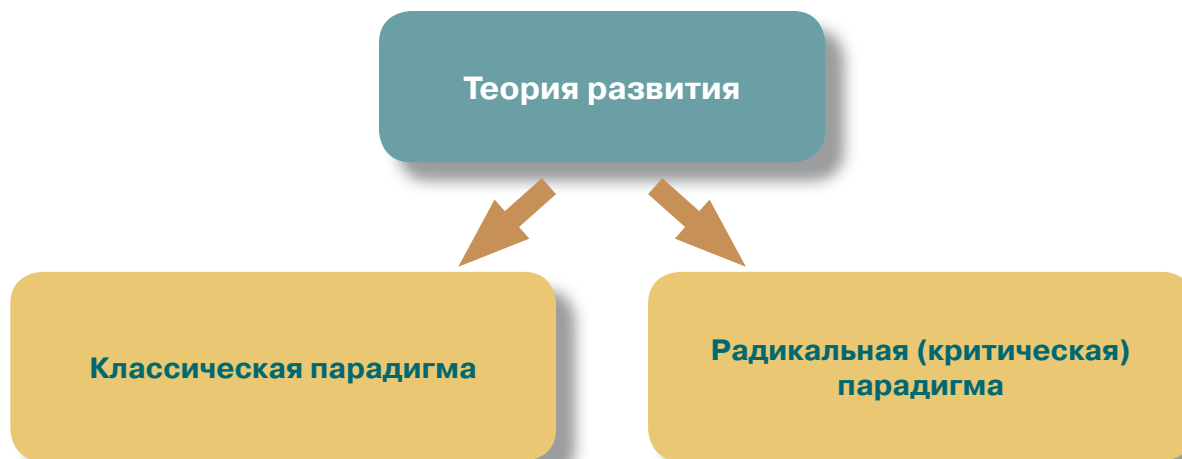 Теория развития
Классическая парадигма
Радикальная (критическая)
парадигма